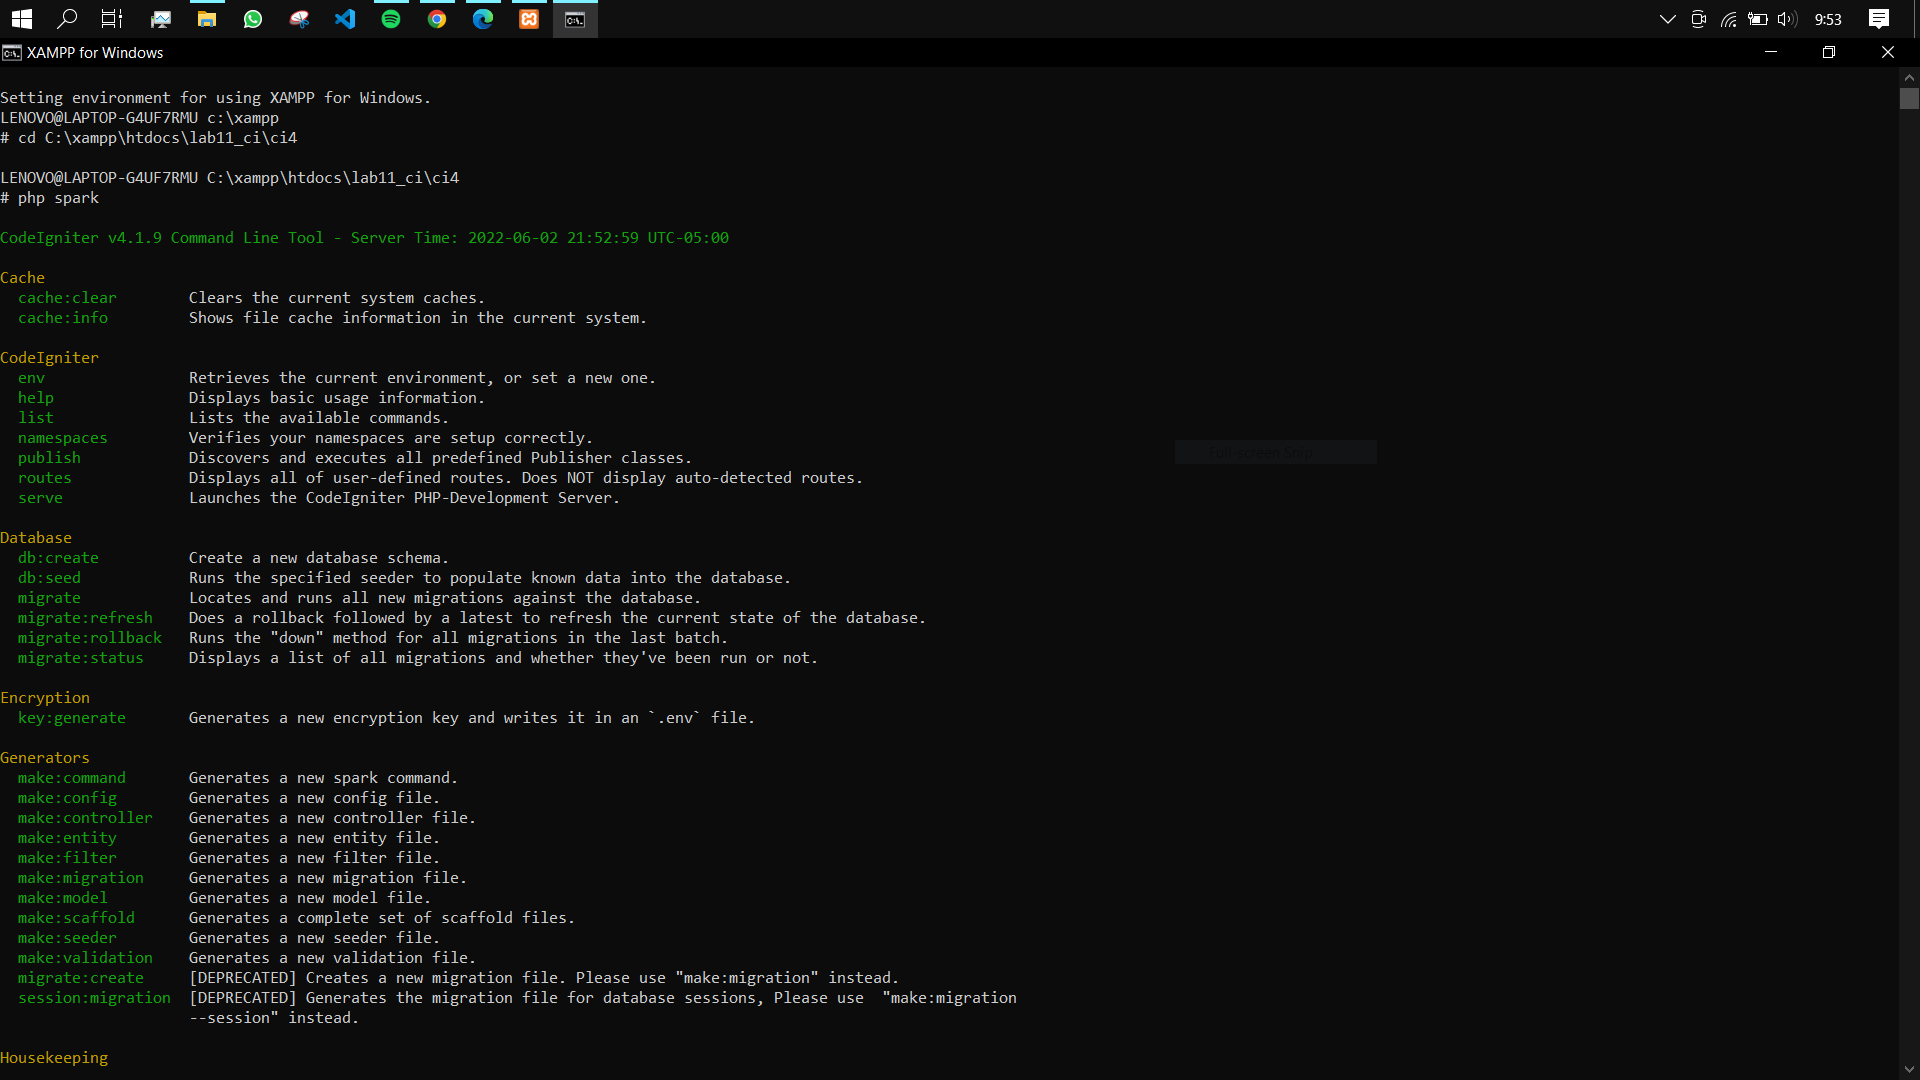 9:53
XAMPP for Windows
Setting environment for using XAMPP for Windows.
LENOVO@LAPTOP-G4UF7RMU c:\xampp
# cd C:\xampp\htdocs\lab11_ci\ci4
LENOVO@LAPTOP-G4UF7RMU C:\xampp\htdocs\lab11_ci\ci4
# php spark
CodeIgniter v4.1.9 Command Line Tool - Server Time: 2022-06-02 21:52:59 UTC-05:00
Cache
cache:clear Clears the current system caches.
cache:info Shows file cache information in the current system.
CodeIgniter
env Retrieves the current environment, or set a new one.
help Displays basic usage information.
list Lists the available commands.
namespaces Verifies your namespaces are setup correctly.
publish Discovers and executes all predefined Publisher classes.
routes Displays all of user-defined routes. Does NOT display auto-detected routes.
serve Launches the CodeIgniter PHP-Development Server.
Database
db:create Create a new database schema.
db:seed Runs the specified seeder to populate known data into the database.
migrate Locates and runs all new migrations against the database.
migrate:refresh Does a rollback followed by a latest to refresh the current state of the database.
migrate:rollback Runs the "down" method for all migrations in the last batch.
migrate:status Displays a list of all migrations and whether they've been run or not.
Encryption
key:generate Generates a new encryption key and writes it in an `.env` file.
Generators
make:command Generates a new spark command.
make:config Generates a new config file.
make:controller Generates a new controller file.
make:entity Generates a new entity file.
make:filter Generates a new filter file.
make:migration Generates a new migration file.
make:model Generates a new model file.
make:scaffold Generates a complete set of scaffold files.
make:seeder Generates a new seeder file.
make:validation Generates a new validation file.
migrate:create [DEPRECATED] Creates a new migration file. Please use "make:migration" instead.
session:migration [DEPRECATED] Generates the migration file for database sessions, Please use  "make:migration
--session" instead.
Housekeeping